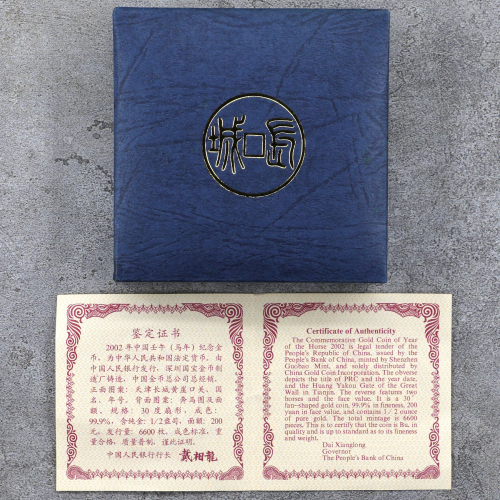 長城
鉴定证书
2002年中国壬午(马年)纪念金
币,为中华人民共和国法定货币。由
中国人民银行发行,深圳国宝金币制
造厂铸造,中国金币总公司总经销。
正面图案:天津长城黄崖口关、国
名、年号。背面图案:奔马图及面
额。规格:30度扇形,成色:
99.9%,含纯金:1/2盎司,面额:200
元,发行量:6600枚。成色标准,重
量合格,质量普制,谨此证明。
中国人民银行行长 戴相龍
Certificate of Authenticity
The Commemorative Gold Coin of Year
of the Horse 2002 is legal tender of the
People's Republic of China, issued by the
People's Bank of China, minted by Shenzhen
Guobao Mint, and solely distributed by
China Gold Coin Incorporation. The obverse
depicts the title of PRC and the year date,
and the Huang Yakou Gate of the Great
Wall in Tianjin. The reverse features two
horses and the face value. It is a 30°
fan-shaped gold coin, 99.9% in fineness, 200
yuan in face value, and contains 1/2 ounce
of pure gold. The total mintage is 6600
pieces. This is to certify that the coin is Bu, in
quality and is up to standard as to its fineness
and weight.
Dai Xianglong
Governor
The People's Bank of China